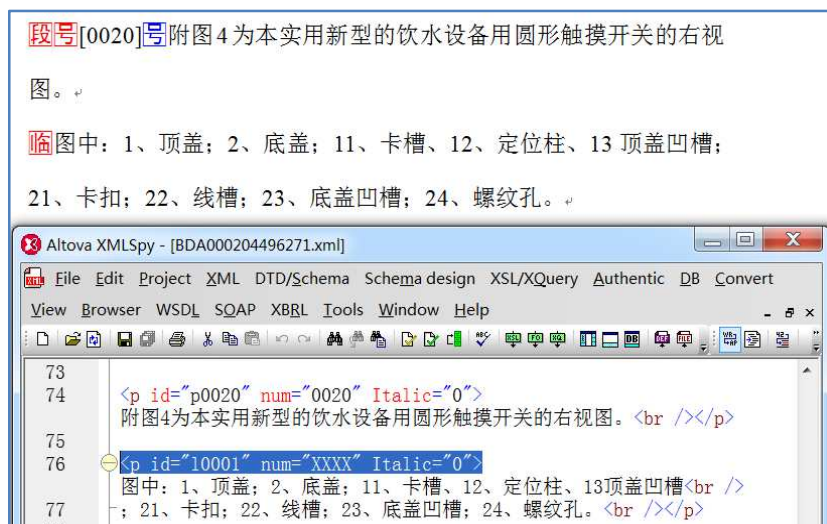 段号[0020]号附图4为本实用新型的饮水设备用圆形触摸开关的右视
图。
临图中：1、顶盖；2、底盖；11、卡槽、12、定位柱、13 顶盖凹槽；
21、卡扣；22、线槽；23、底盖凹槽；24、螺纹孔。
Altova XMLSpy - [BDA000204496271.xml]
File Edit Project XML DTD/Schema Schema design XSL/XQuery Authentic DB Convert
View Browser WSDL SOAP XBRL Tools Window Help
73
74 <p id="p0020" num="0020" Italic="0">
附图4为本实用新型的饮水设备用圆形触摸开关的右视图。<br /></p>
75
76 <p id="l0001" num="XXXX" Italic="0">
图中：1、顶盖；2、底盖；11、卡槽、12、定位柱、13顶盖凹槽<br />
77 ；21、卡扣；22、线槽；23、底盖凹槽；24、螺纹孔。<br /></p>